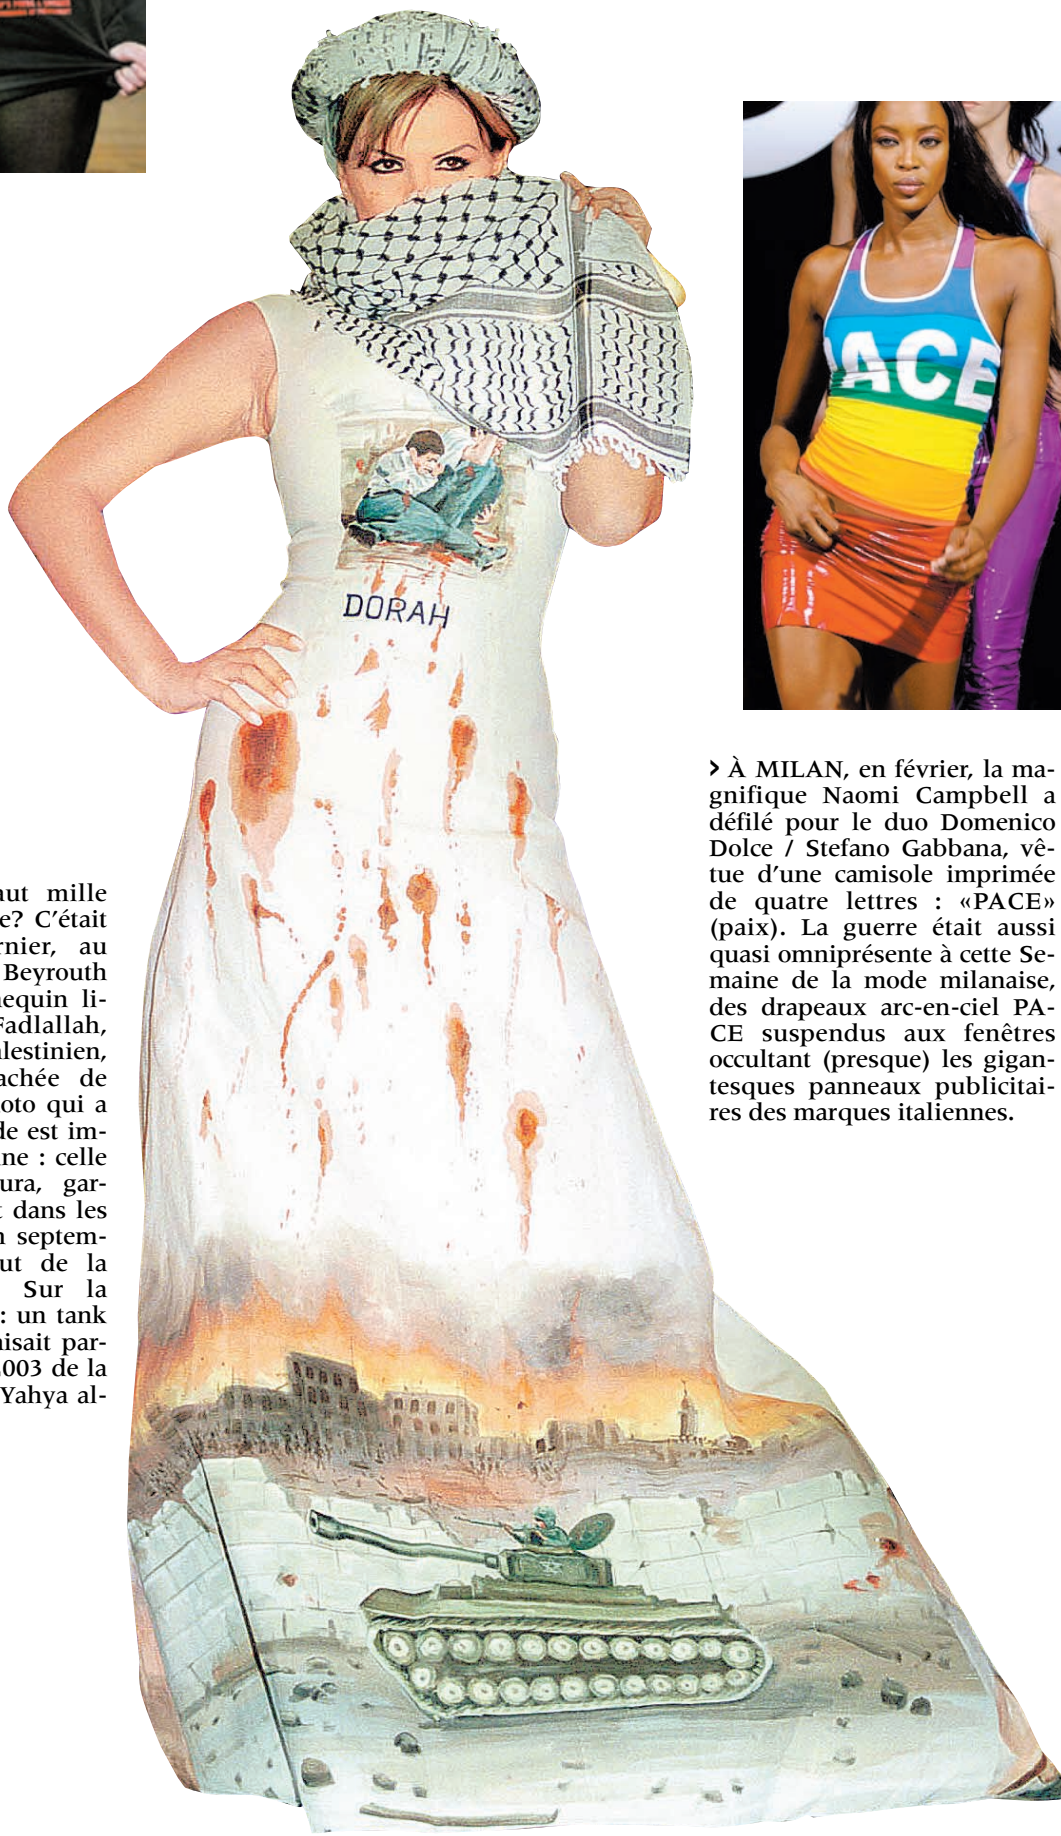 DORAH
PACE
aut mille
e? C'était
rnier, au
Beyrouth
nequin li-
Fadlallah,
alestinien,
achée de
oto qui a
de est im-
ine : celle
ura, gar-
t dans les
n septem-
ut de la
Sur la
: un tank
aisait par-
2003 de la
Yahya al-
> À MILAN, en février, la ma-
gnifique Naomi Campbell a
défilé pour le duo Domenico
Dolce / Stefano Gabbana, vê-
tue d'une camisole imprimée
de quatre lettres : «PACE»
(paix). La guerre était aussi
quasi omniprésente à cette Se-
maine de la mode milanaise,
des drapeaux arc-en-ciel PA-
CE suspendus aux fenêtres
occultant (presque) les gigan-
tesques panneaux publicitai-
res des marques italiennes.